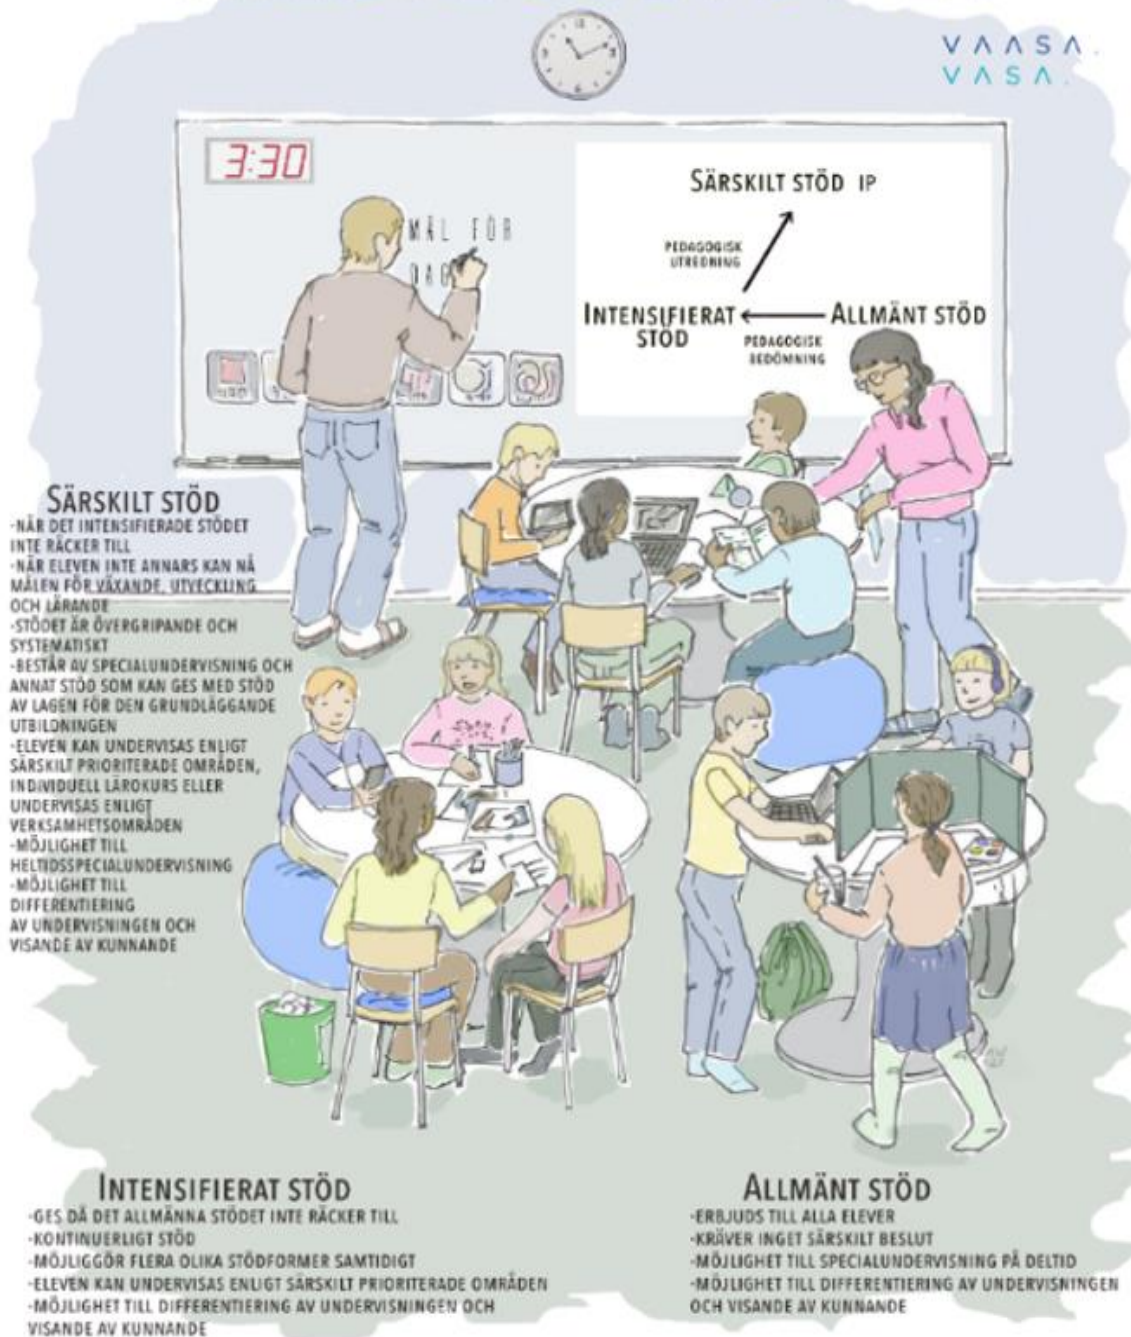 VAASA.
VASA.
3:30
MÅL FÖR
DAG
SÄRSKILT STÖD IP
PEDAGOGISK
UTREDNING
INTENSIFIERAT
STÖD
ALLMÄNT STÖD
PEDAGOGISK
BEDÖMNING
SÄRSKILT STÖD
-NÄR DET INTENSIFIERADE STÖDET
INTE RÄCKER TILL
-NÄR ELEVEN INTE ANNARS KAN NÅ
MÅLEN FÖR VÄXANDE, UTVECKLING
OCH LÄRANDE
-STÖDET ÄR ÖVERGRIPANDE OCH
SYSTEMATISKT
-BESTÅR AV SPECIALUNDERVISNING OCH
ANNAT STÖD SOM KAN GES MED STÖD
AV LAGEN FÖR DEN GRUNDLÄGGANDE
UTBILDNINGEN
-ELEVEN KAN UNDERVISAS ENLIGT
SÄRSKILT PRIORITERADE OMRÅDEN,
INDIVIDUELL LÄROKURS ELLER
UNDERVISAS ENLIGT
VERKSAMHETSOMRÅDEN
-MÖJLIGHET TILL
HELTIDSSPECIALUNDERVISNING
-MÖJLIGHET TILL
DIFFERENTIERING
AV UNDERVISNINGEN OCH
VISANDE AV KUNNANDE
INTENSIFIERAT STÖD
-GES DÅ DET ALLMÄNNA STÖDET INTE RÄCKER TILL
-KONTINUERLIGT STÖD
-MÖJLIGGÖR FLERA OLIKA STÖDFORMER SAMTIDIGT
-ELEVEN KAN UNDERVISAS ENLIGT SÄRSKILT PRIORITERADE OMRÅDEN
-MÖJLIGHET TILL DIFFERENTIERING AV UNDERVISNINGEN OCH
VISANDE AV KUNNANDE
ALLMÄNT STÖD
-ERBJUDS TILL ALLA ELEVER
-KRÄVER INGET SÄRSKILT BESLUT
-MÖJLIGHET TILL SPECIALUNDERVISNING PÅ DELTID
-MÖJLIGHET TILL DIFFERENTIERING AV UNDERVISNINGEN
OCH VISANDE AV KUNNANDE